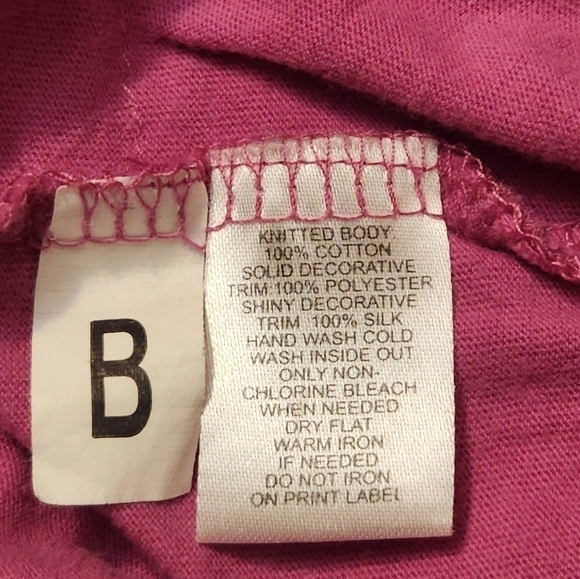 B
KNITTED BODY:
100% COTTON
SOLID DECORATIVE
TRIM:100% POLYESTER
SHINY DECORATIVE
TRIM: 100% SILK
HAND WASH COLD
WASH INSIDE OUT
ONLY NON-
CHLORINE BLEACH
WHEN NEEDED
DRY FLAT
WARM IRON
IF NEEDED
DO NOT IRON
ON PRINT LABEL